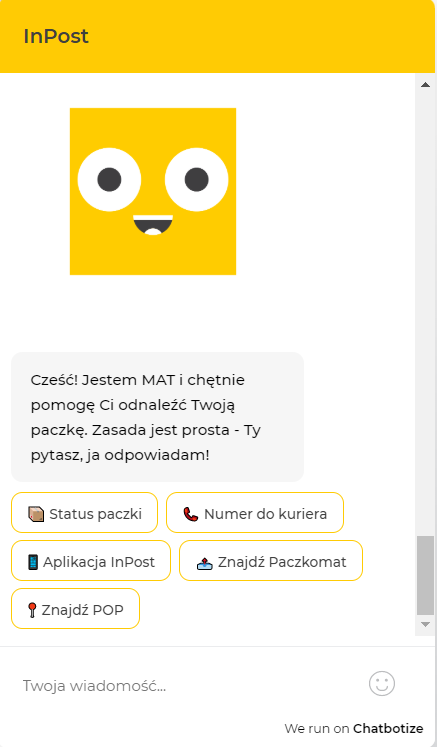 InPost
Cześć! Jestem MAT i chętnie
pomogę Ci odnaleźć Twoją
paczkę. Zasada jest prosta - Ty
pytasz, ja odpowiadam!
Status paczki
Numer do kuriera
Aplikacja InPost
Znajdź Paczkomat
Znajdź POP
Twoja wiadomość...
We run on Chatbotize